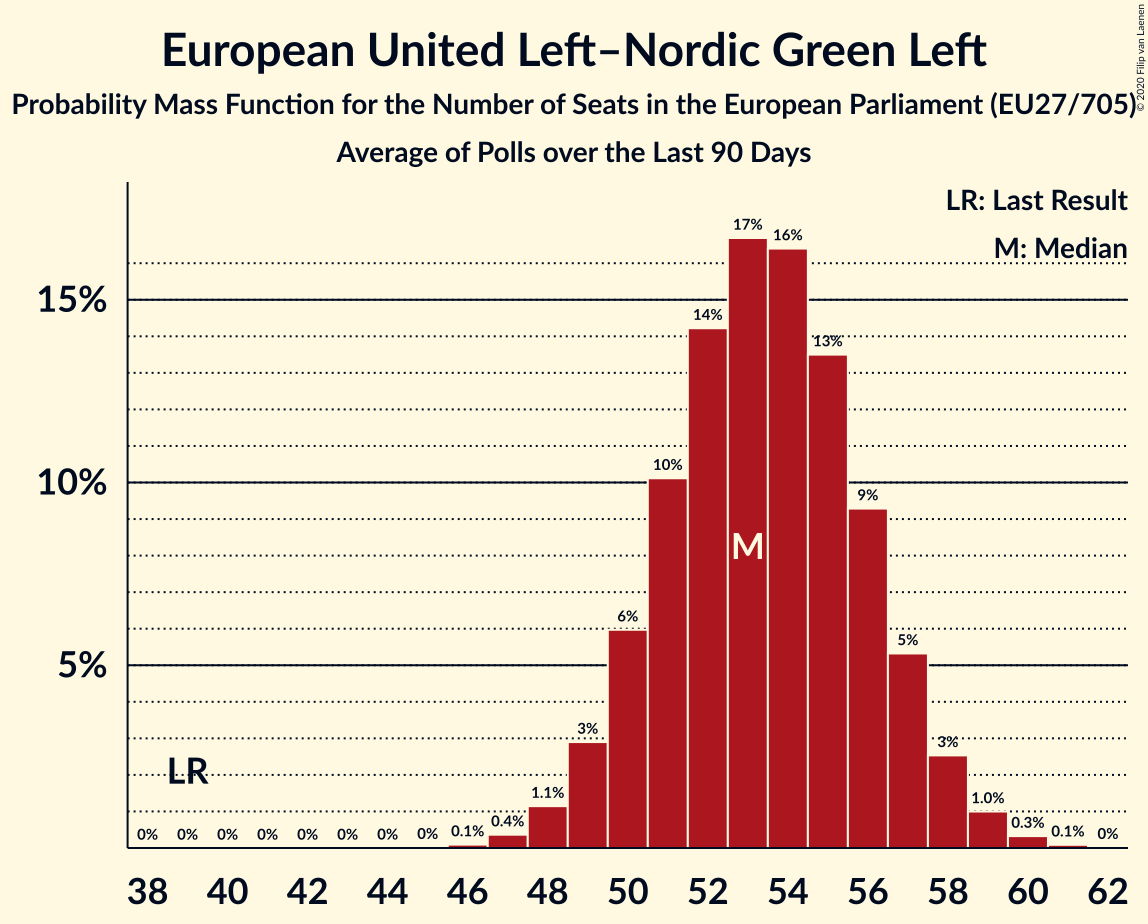 European United Left–Nordic Green Left
Probability Mass Function for the Number of Seats in the European Parliament (EU27/705)
Average of Polls over the Last 90 Days
© 2020 Filip van Laenen
LR: Last Result
M: Median
17%
16%
15%
14%
13%
10%
10%
9%
M
6%
5%
5%
3%
3%
LR
1.1%
1.0%
0.4%
0.3%
0% 0% 0% 0% 0% 0% 0% 0% 0.1% 0.1% 0%
38 40 42 44 46 48 50 52 54 56 58 60 62